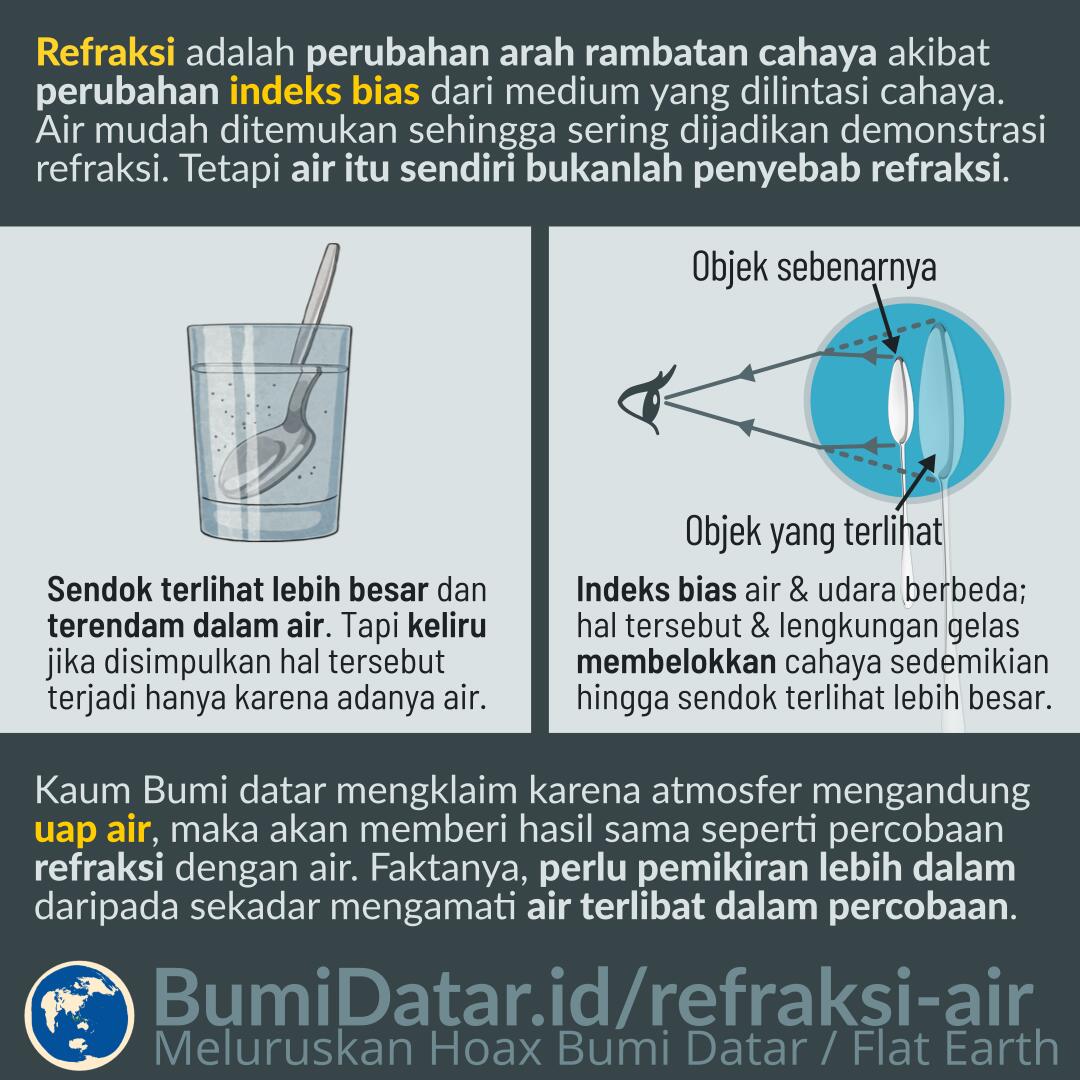 Refraksi adalah perubahan arah rambatan cahaya akibat
perubahan indeks bias dari medium yang dilintasi cahaya.
Air mudah ditemukan sehingga sering dijadikan demonstrasi
refraksi. Tetapi air itu sendiri bukanlah penyebab refraksi.
Sendok terlihat lebih besar dan
terendam dalam air. Tapi keliru
jika disimpulkan hal tersebut
terjadi hanya karena adanya air.
Objek sebenarnya
Objek yang terlihat
Indeks bias air & udara berbeda;
hal tersebut & lengkungan gelas
membelokkan cahaya sedemikian
hingga sendok terlihat lebih besar.
Kaum Bumi datar mengklaim karena atmosfer mengandung
uap air, maka akan memberi hasil sama seperti percobaan
refraksi dengan air. Faktanya, perlu pemikiran lebih dalam
daripada sekadar mengamati air terlibat dalam percobaan.
BumiDatar.id/refraksi-air
Meluruskan Hoax Bumi Datar / Flat Earth